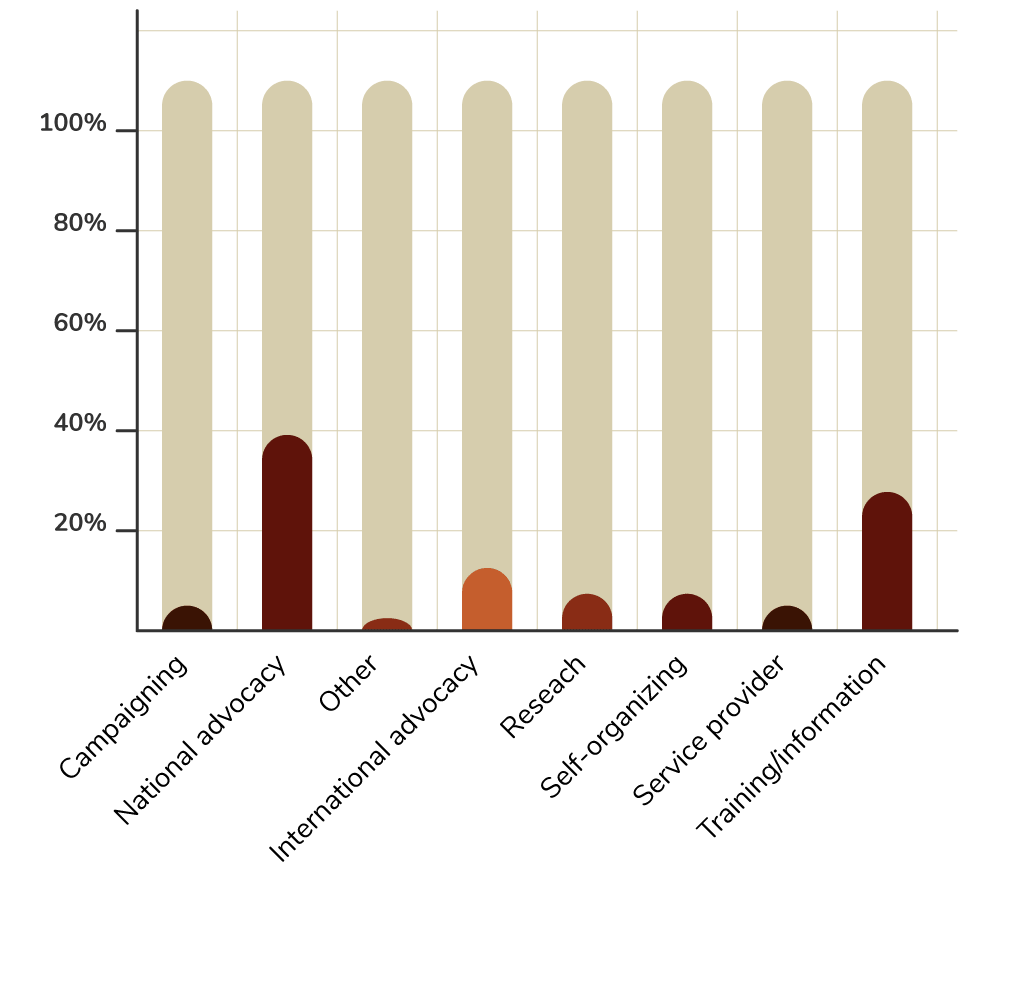 100%
80%
60%
40%
20%
Campaigning
National advocacy
Other
International advocacy
Reseach
Self-organizing
Service provider
Training/information